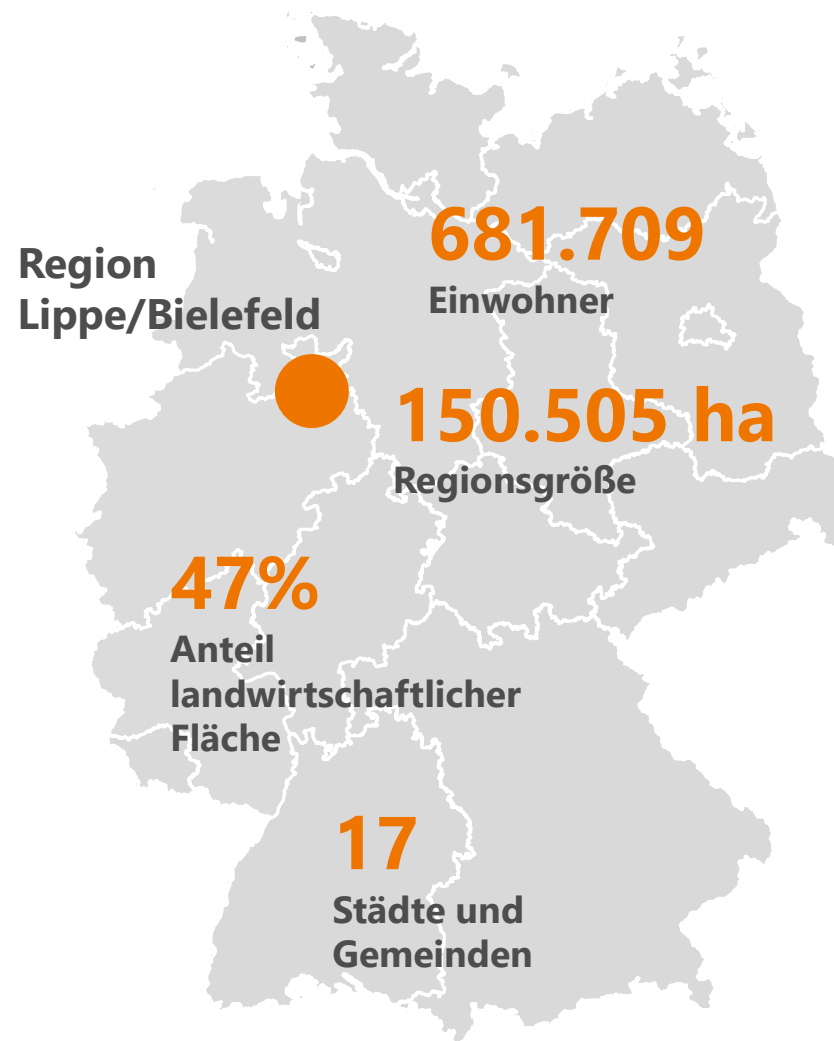 Region
Lippe/Bielefeld
681.709
Einwohner
150.505 ha
Regionsgröße
47%
Anteil
landwirtschaftlicher
Fläche
17
Städte und
Gemeinden